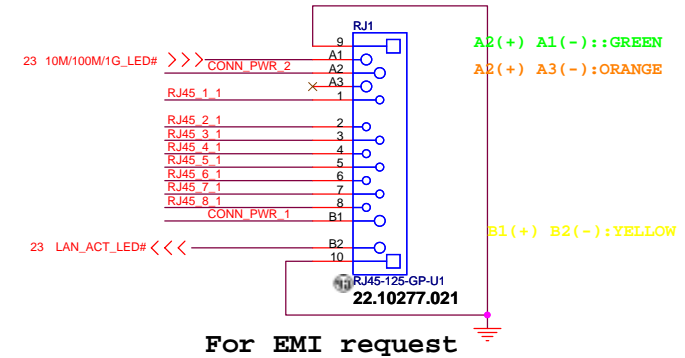 RJ1
A2(+) A1(-)::GREEN
9
23 10M/100M/1G_LED# A1
CONN_PWR_2 A2
A2(+) A3(-):ORANGE
A3
RJ45_1_1 1
RJ45_2_1 2
RJ45_3_1 3
RJ45_4_1 4
RJ45_5_1 5
RJ45_6_1 6
RJ45_7_1 7
RJ45_8_1 8
CONN_PWR_1 B1
B1(+) B2(-):YELLOW
23 LAN_ACT_LED# B2
10
RJ45-125-GP-U1
22.10277.021
For EMI request